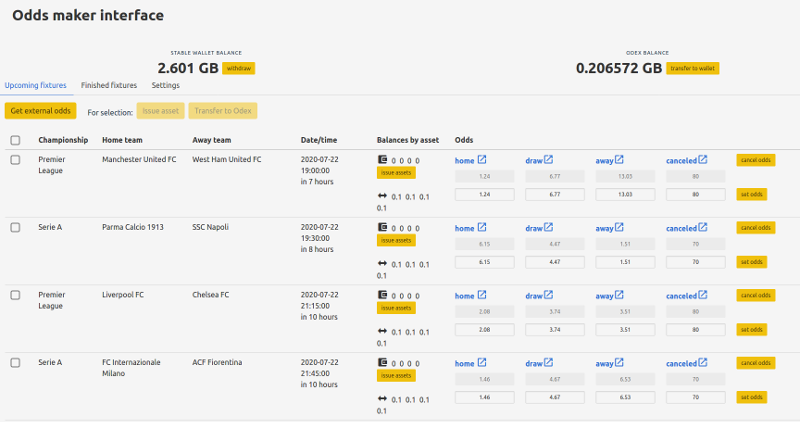 Odds maker interface
STABLE WALLET BALANCE
2.601 GB withdraw
ODEX BALANCE
0.206572 GB transfer to wallet
Upcoming fixtures Finished fixtures Settings
Get external odds For selection: Issue asset Transfer to Odex
Championship Home team Away team Date/time Balances by asset Odds
Premier League Manchester United FC West Ham United FC 2020-07-22 19:00:00 in 7 hours
0 0 0 0
issue assets
0.1 0.1 0.1 0.1
home draw away canceled cancel odds
1.24 6.77 13.03 80
1.24 6.77 13.03 80 set odds
Serie A Parma Calcio 1913 SSC Napoli 2020-07-22 19:30:00 in 8 hours
0 0 0 0
issue assets
0.1 0.1 0.1 0.1
home draw away canceled cancel odds
6.15 4.47 1.51 70
6.15 4.47 1.51 70 set odds
Premier League Liverpool FC Chelsea FC 2020-07-22 21:15:00 in 10 hours
0 0 0 0
issue assets
0.1 0.1 0.1 0.1
home draw away canceled cancel odds
2.08 3.74 3.51 80
2.08 3.74 3.51 80 set odds
Serie A FC Internazionale Milano ACF Fiorentina 2020-07-22 21:45:00 in 10 hours
0 0 0 0
issue assets
0.1 0.1 0.1 0.1
home draw away canceled cancel odds
1.46 4.67 6.53 70
1.46 4.67 6.53 70 set odds